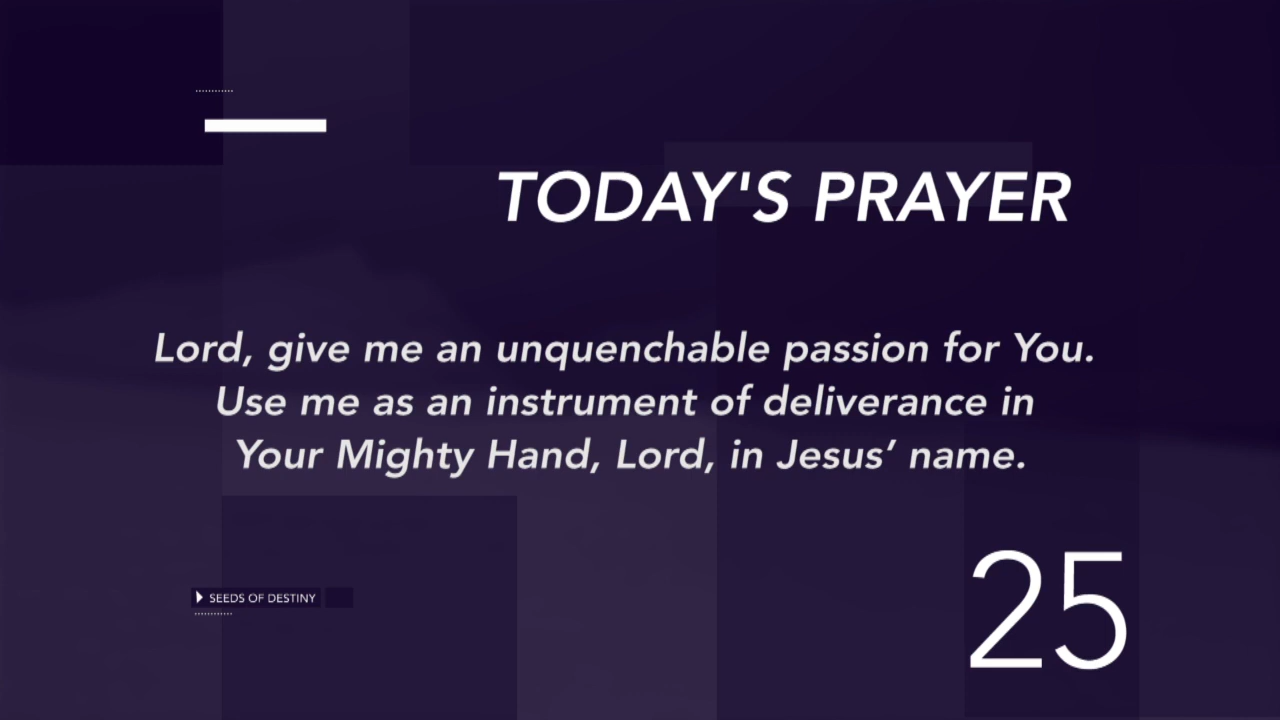 TODAY'S PRAYER
Lord, give me an unquenchable passion for You.
Use me as an instrument of deliverance in
Your Mighty Hand, Lord, in Jesus’ name.
SEEDS OF DESTINY
25